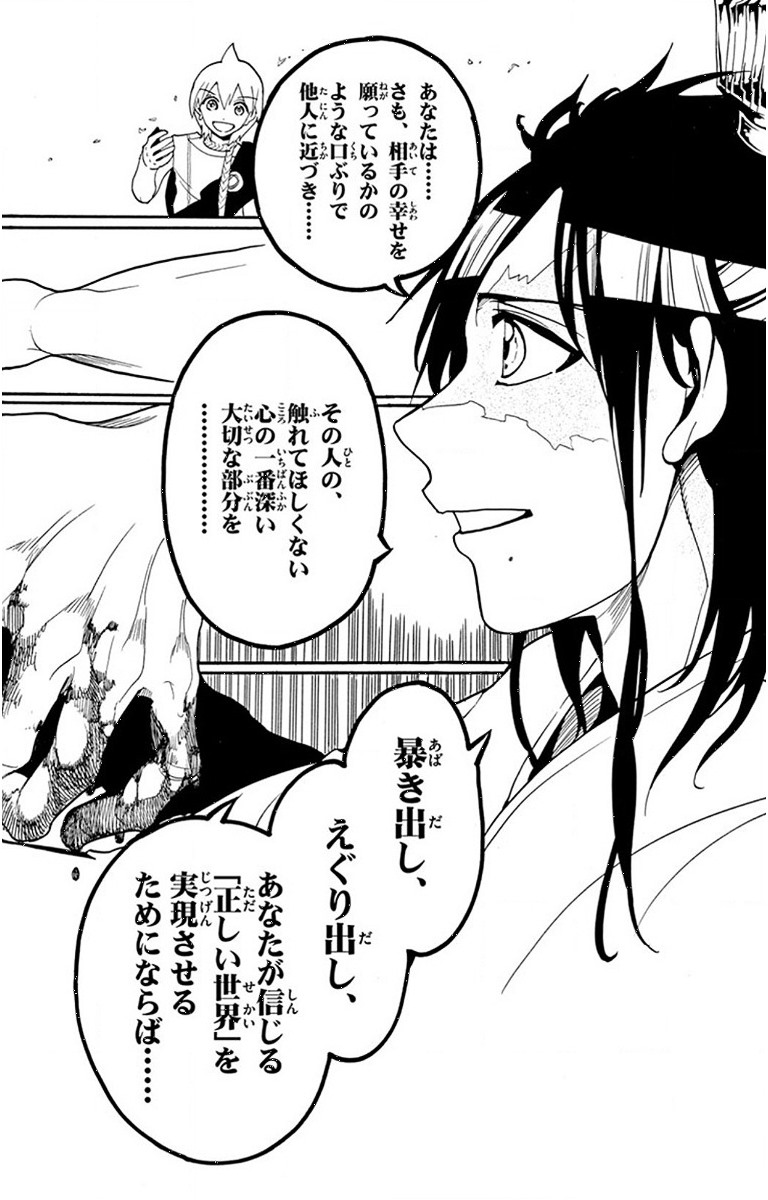 あなたは……
さも、相手の幸せを
願っているかの
ような口ぶりで
他人に近づき……
その人の、
触れてほしくない
心の一番深い
大切な部分を
…………
暴き出し、
えぐり出し、
あなたが信じる
「正しい世界」を
実現させる
ためにならば……